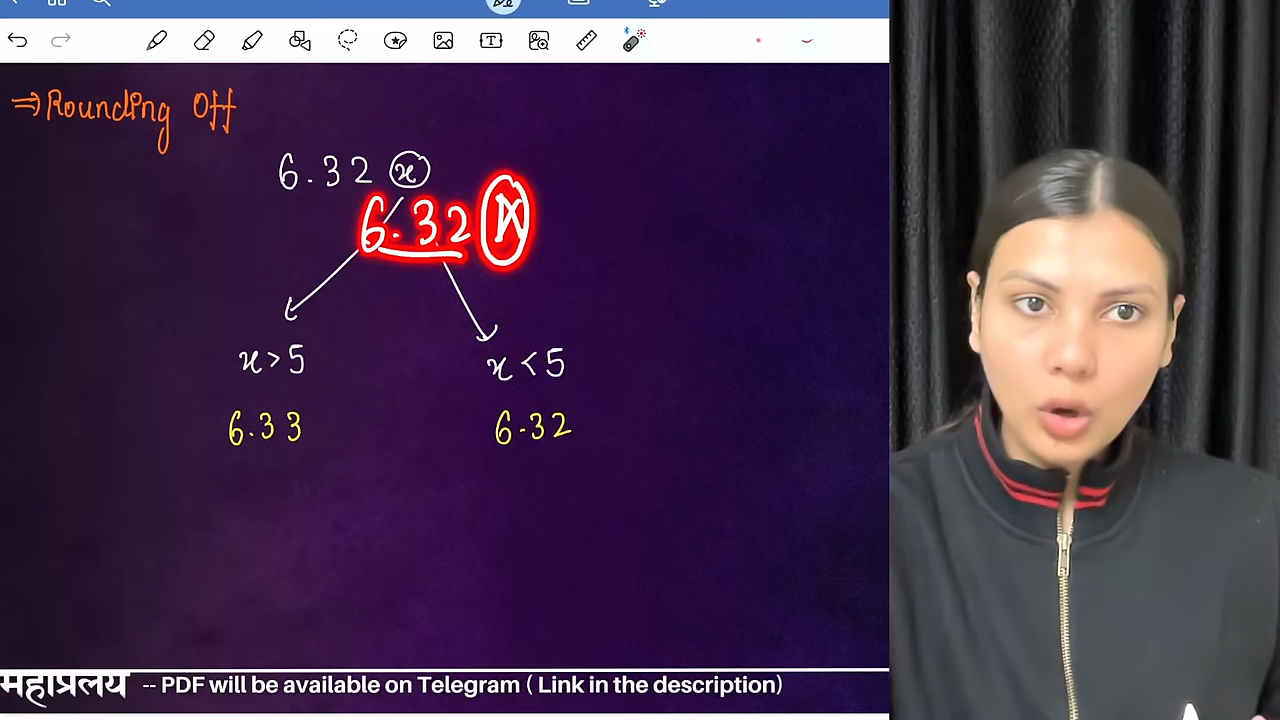 ⇒Rounding Off
6.32 x
6.32 x
x>5
x<5
6.33
6.32
महाप्रलय -- PDF will be available on Telegram ( Link in the description)